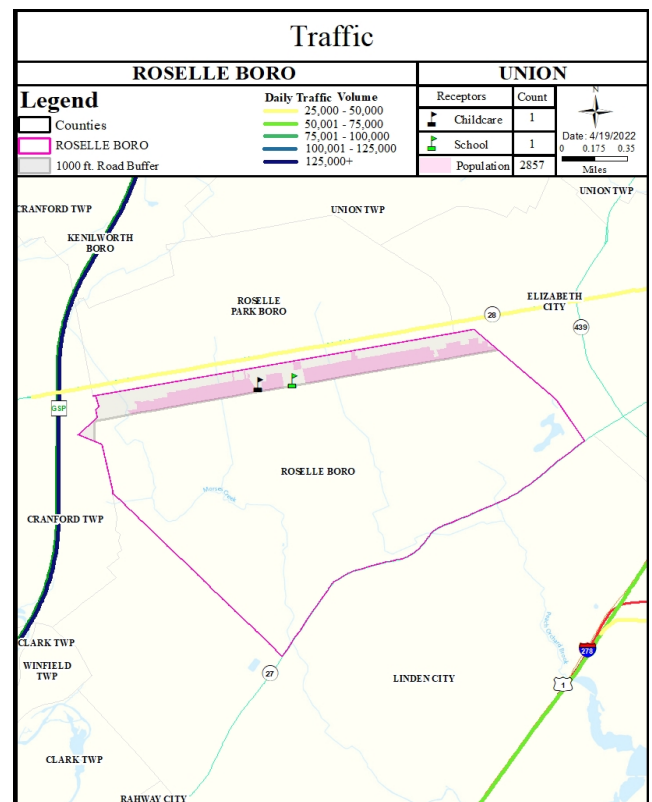 Traffic
ROSELLE BORO
UNION
Legend
Counties
ROSELLE BORO
1000 ft. Road Buffer
Daily Traffic Volume
25,000 - 50,000
50,001 - 75,000
75,001 - 100,000
100,001 - 125,000
125,000+
Receptors Count
Childcare 1
School 1
Population 2857
N
Date: 4/19/2022
0 0.175 0.35
Miles
CRANFORD TWP
UNION TWP
UNION TWP
KENILWORTH
BORO
ROSELLE
PARK BORO
ELIZABETH
CITY
28
439
GSP
ROSELLE BORO
CRANFORD TWP
CLARK TWP
WINFIELD
TWP
27
LINDEN CITY
278
1
CLARK TWP
RAHWAY CITY